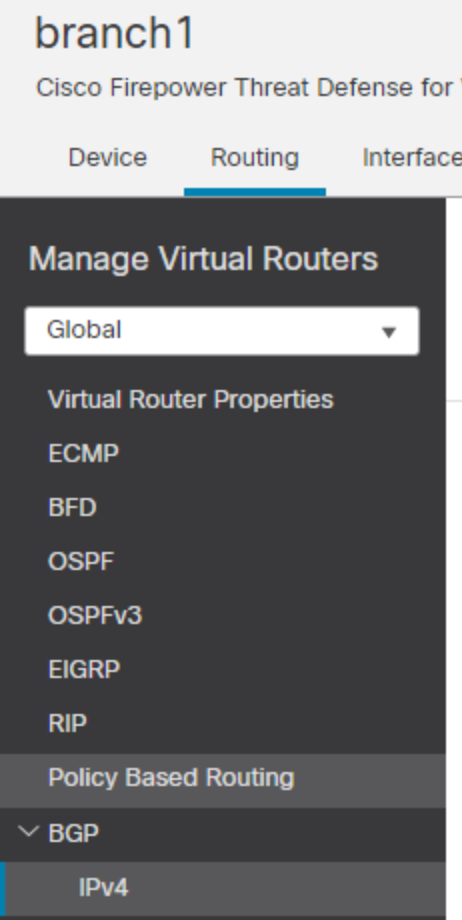 branch1
Cisco Firepower Threat Defense for
Device Routing Interface
Manage Virtual Routers
Global
Virtual Router Properties
ECMP
BFD
OSPF
OSPFv3
EIGRP
RIP
Policy Based Routing
BGP
IPv4